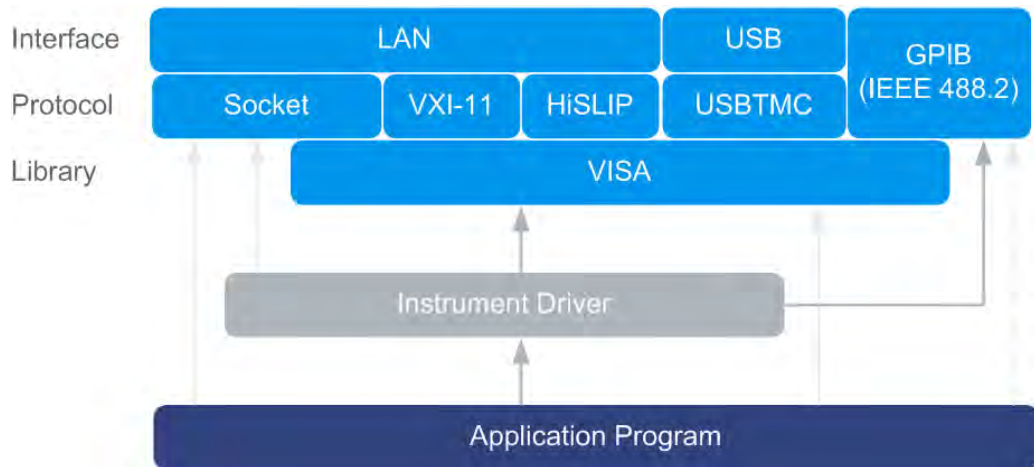 Interface
LAN
USB
GPIB
(IEEE 488.2)
Protocol
Socket
VXI-11
HiSLIP
USBTMC
Library
VISA
Instrument Driver
Application Program